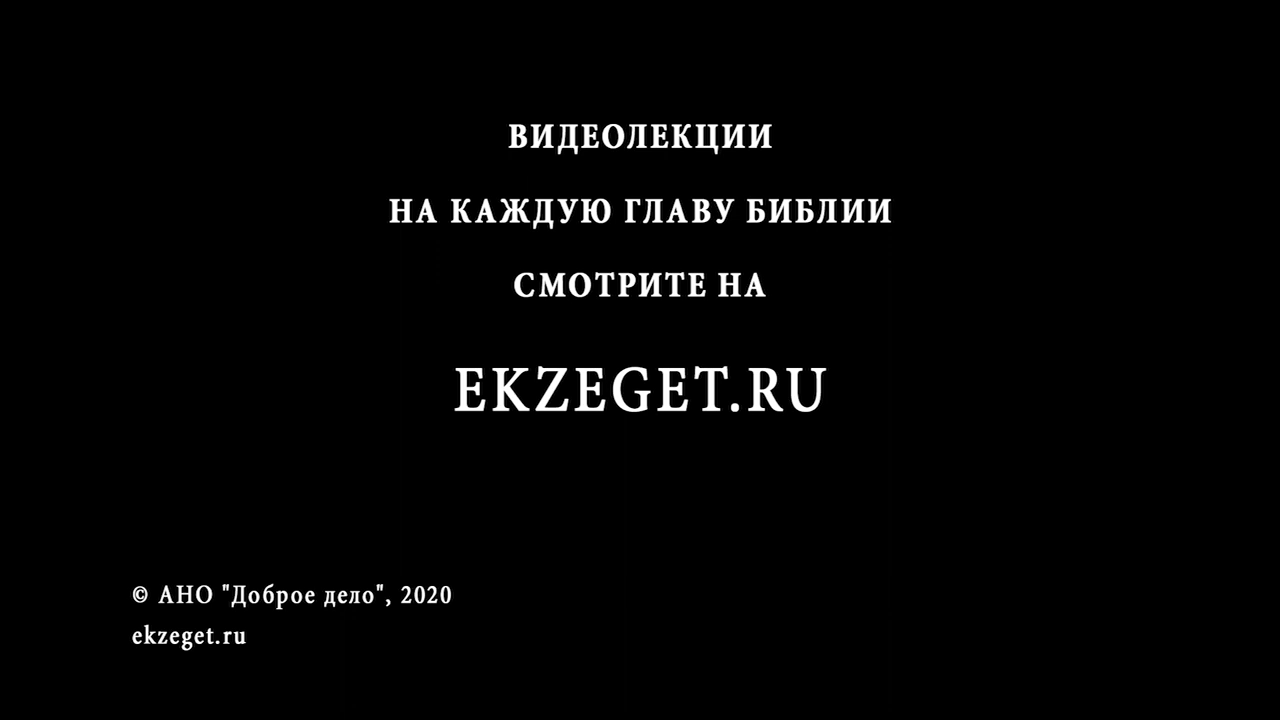 ВИДЕОЛЕКЦИИ
НА КАЖДУЮ ГЛАВУ БИБЛИИ
СМОТРИТЕ НА
EKZEGET.RU
© АНО "Доброе дело", 2020
ekzeget.ru